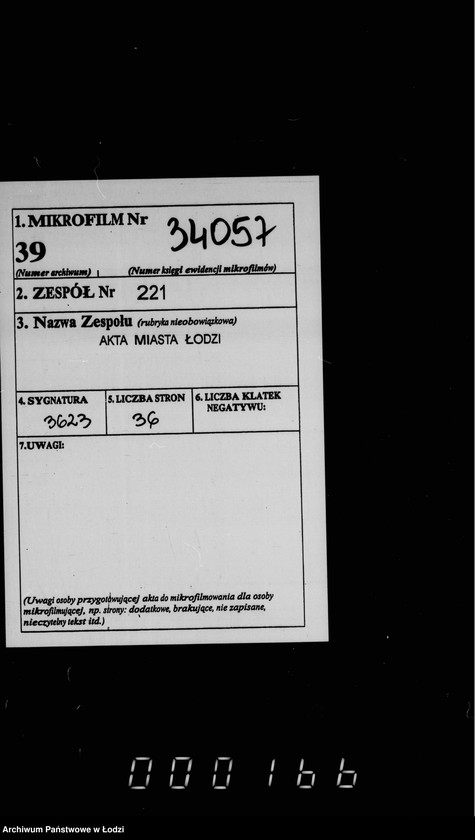 1. MIKROFILM Nr 34057
39
(Numer archiwum) (Numer księgi ewidencji mikrofilmów)
2. ZESPÓŁ Nr 221
3. Nazwa Zespołu (rubryka nieobowiązkowa)
AKTA MIASTA ŁODZI
4. SYGNATURA 5. LICZBA STRON 6. LICZBA KLATEK
NEGATYWU:
3623 36
7.UWAGI:
(Uwagi osoby przygotowującej akta do mikrofilmowania dla osoby
mikrofilmującej, np. strony: dodatkowe, brakujące, nie zapisane,
nieczytelny tekst itd.)
000166
Archiwum Państwowe w Łodzi